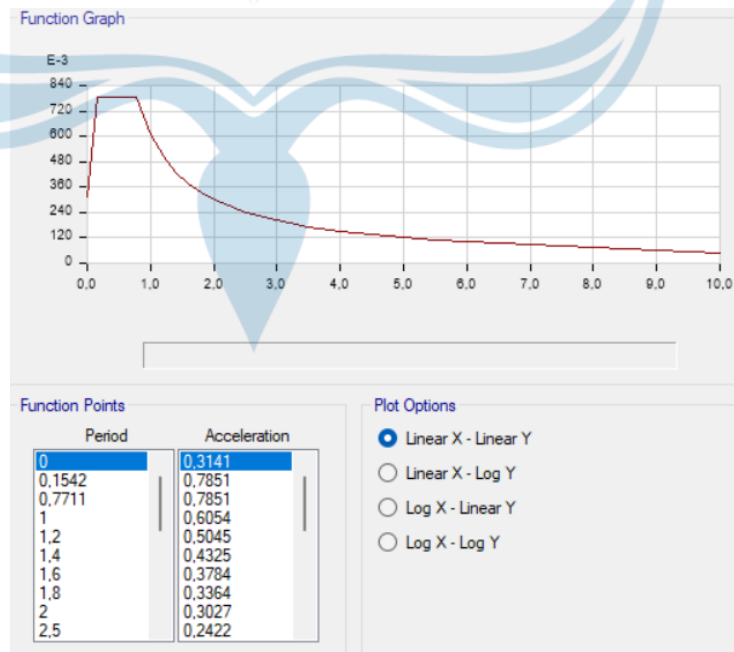 Function Graph
E-3
840
720
600
480
360
240
120
0
0,0 1,0 2,0 3,0 4,0 5,0 6,0 7,0 8,0 9,0 10,0
Function Points
Period Acceleration
0 0,3141
0,1542 0,7851
0,7711 0,7851
1 0,6054
1,2 0,5045
1,4 0,4325
1,6 0,3784
1,8 0,3364
2 0,3027
2,5 0,2422
Plot Options
Linear X - Linear Y
Linear X - Log Y
Log X - Linear Y
Log X - Log Y